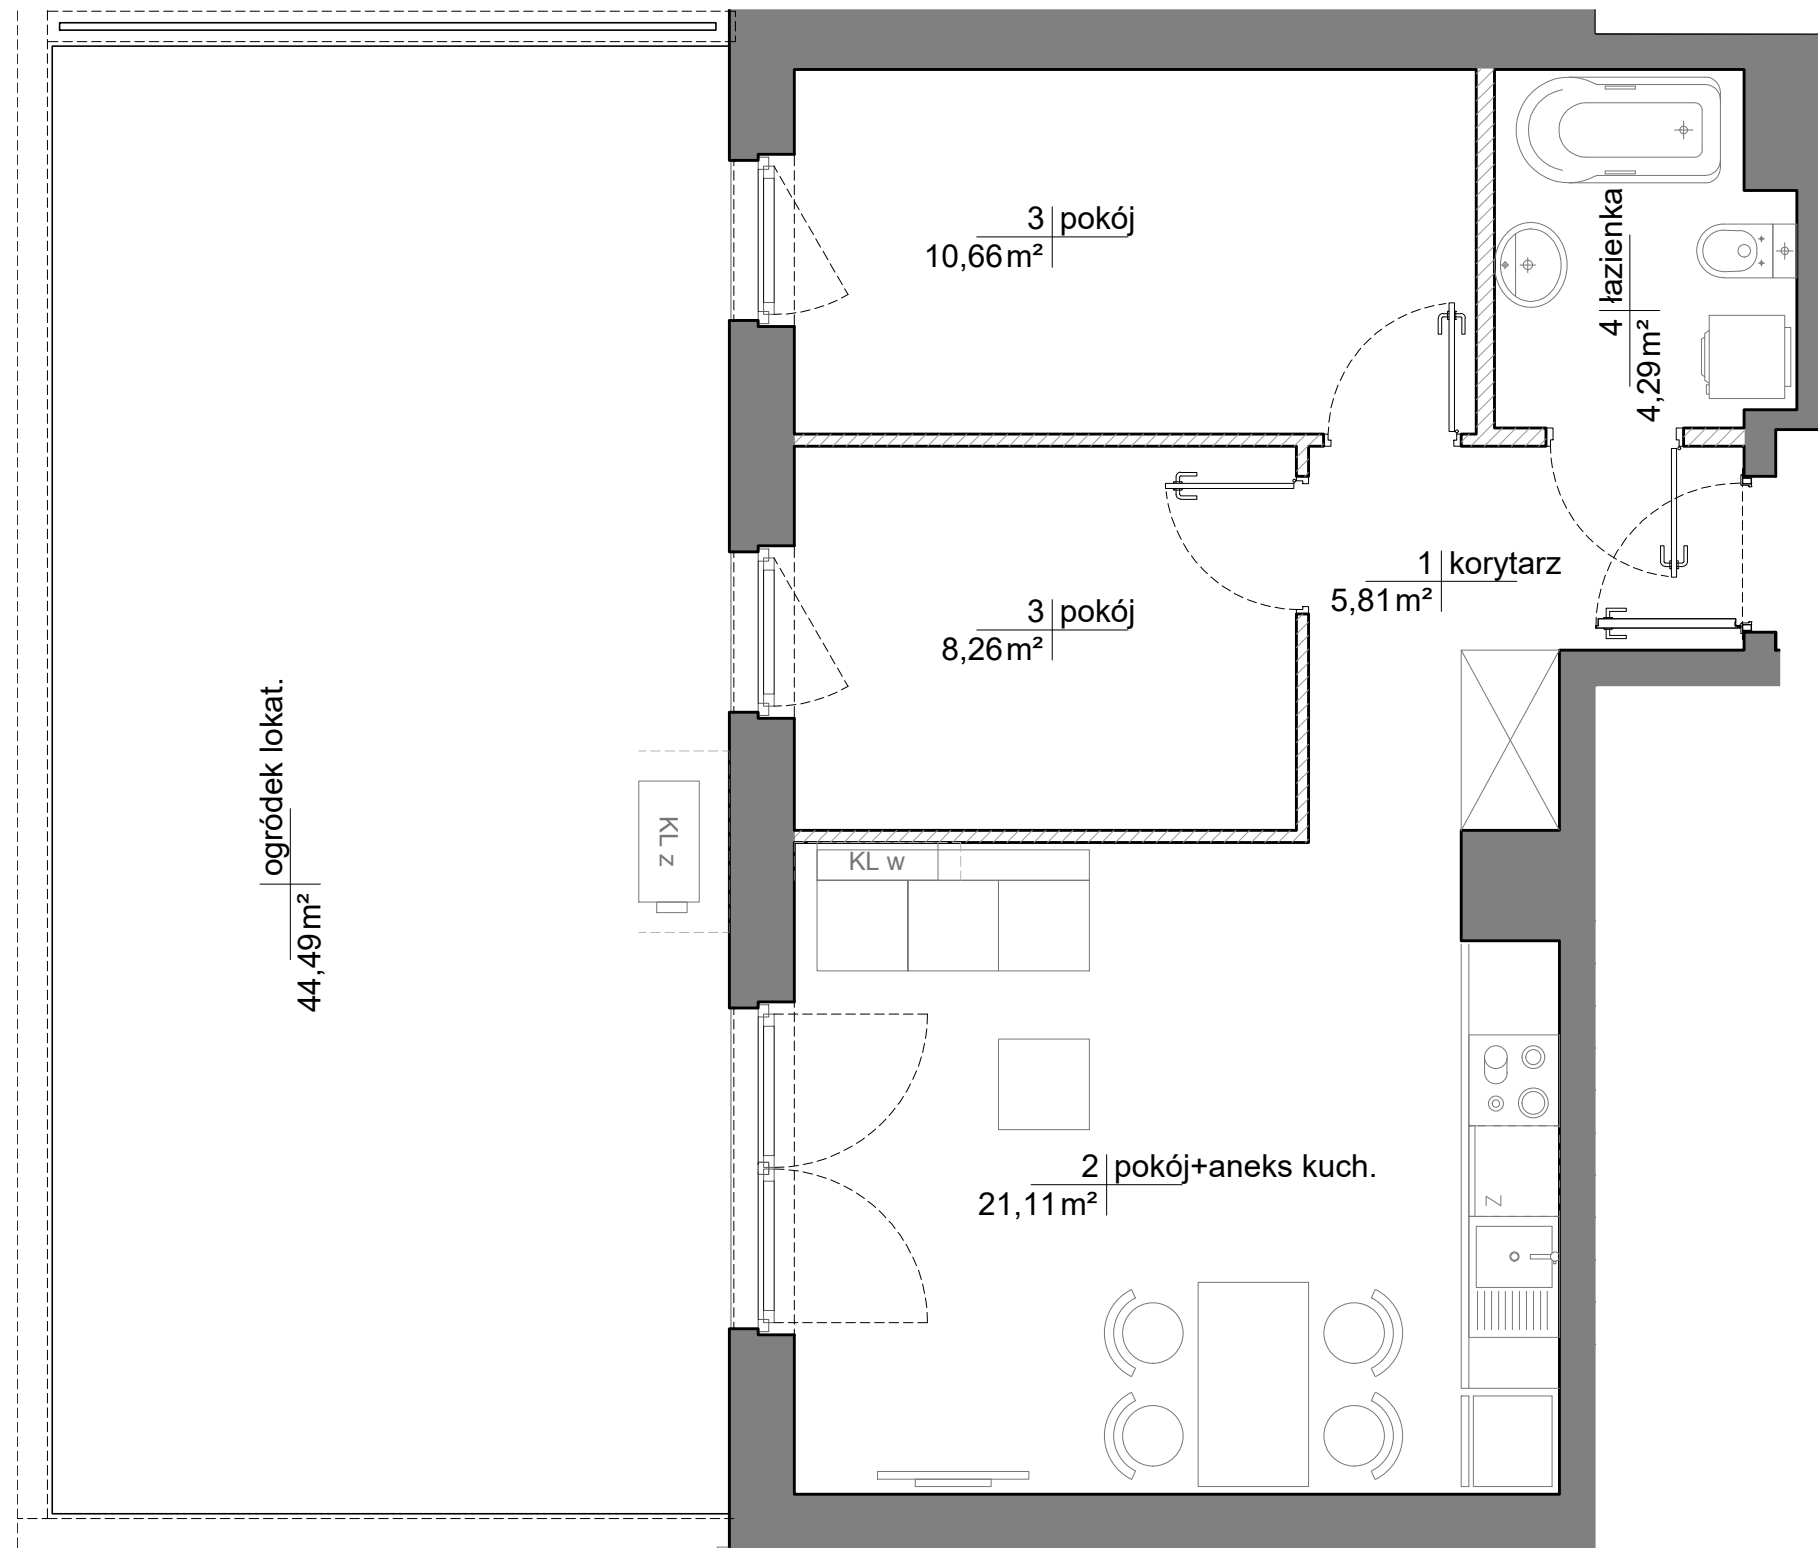 3 pokój
10,66 m²
4 łazienka
4,29 m²
1 korytarz
5,81 m²
3 pokój
8,26 m²
ogródek lokat.
44,49 m²
KL z
KL w
2 pokój+aneks kuch.
21,11 m²
Z